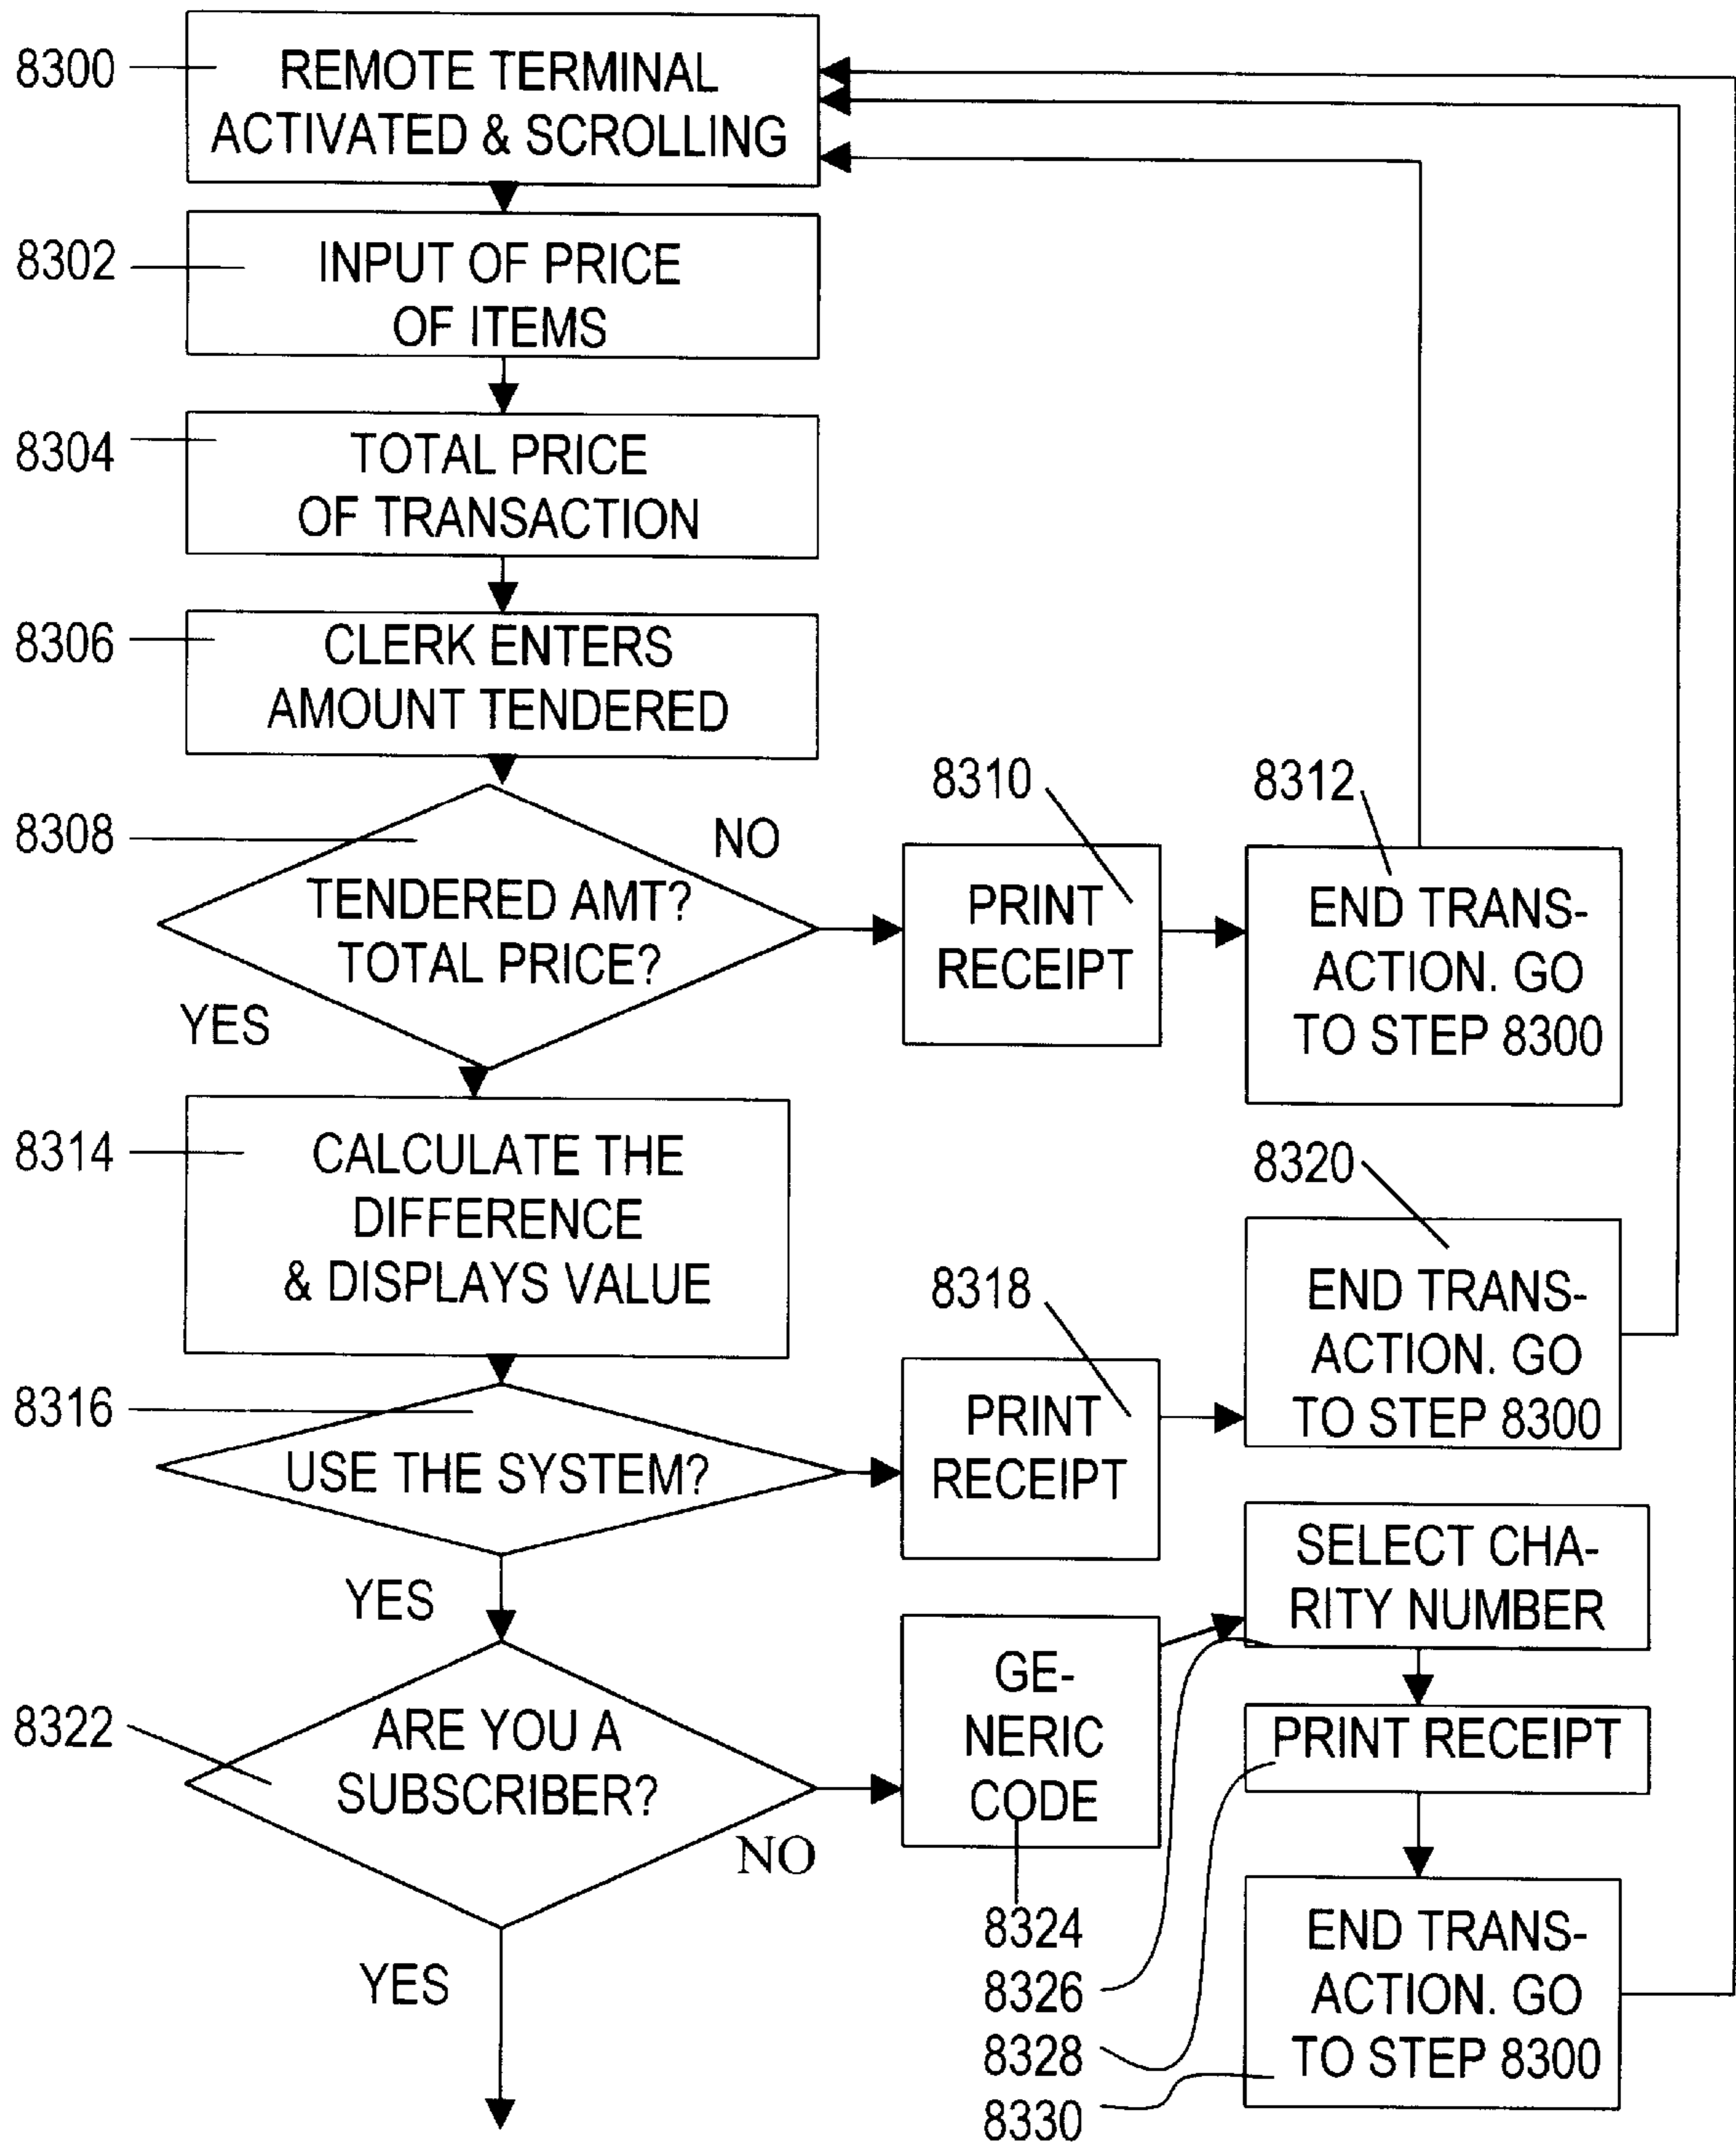 8300
REMOTE TERMINAL
ACTIVATED & SCROLLING
8302
INPUT OF PRICE
OF ITEMS
8304
TOTAL PRICE
OF TRANSACTION
8306
CLERK ENTERS
AMOUNT TENDERED
8308
TENDERED AMT?
TOTAL PRICE?
NO
YES
8310
PRINT
RECEIPT
8312
END TRANS-
ACTION. GO
TO STEP 8300
8314
CALCULATE THE
DIFFERENCE
& DISPLAYS VALUE
8316
USE THE SYSTEM?
YES
8318
PRINT
RECEIPT
8320
END TRANS-
ACTION. GO
TO STEP 8300
8322
ARE YOU A
SUBSCRIBER?
NO
YES
GE-
NERIC
CODE
8324
SELECT CHA-
RITY NUMBER
8326
PRINT RECEIPT
8328
END TRANS-
ACTION. GO
TO STEP 8300
8330